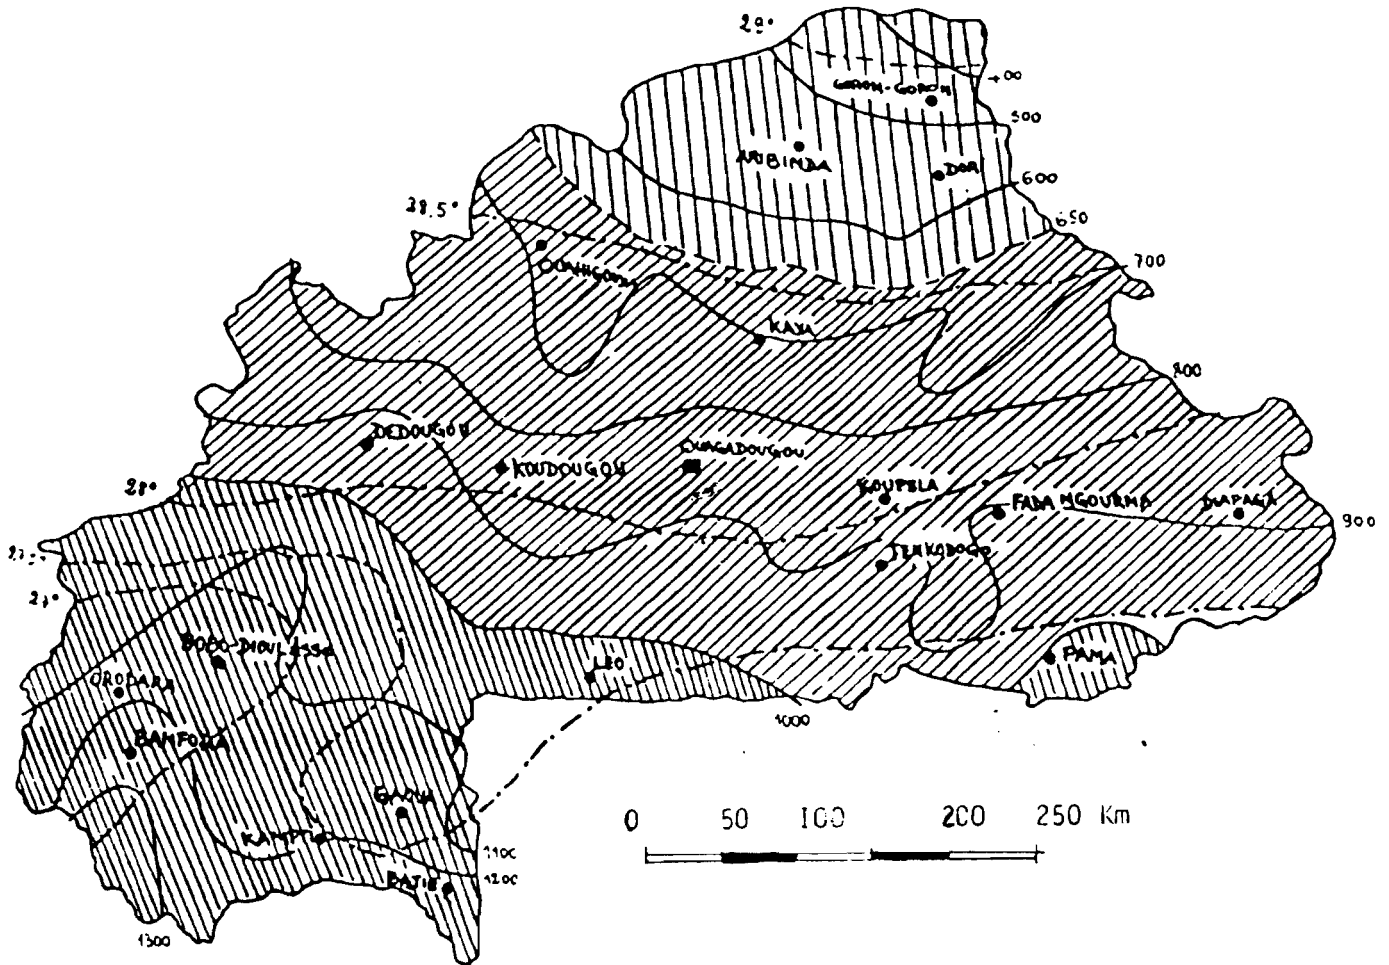 29°
400
GOROM-GOROM
500
ARIBINDA
DORI
600
28,5°
650
OUAHIGOUYA
700
KAYA
800
DEDOUGOU
OUAGADOUGOU
KOUDOUGOU
28°
KOUPELA
FADA NGOURMA
DIAPAGA
900
TENKODOGO
27°
BOBO-DIOULASSO
LEO
PAMA
ORODARA
1000
BANFORA
GAOUA
0 50 100 200 250 Km
KAMPTI
1100
BATIE
1200
1300